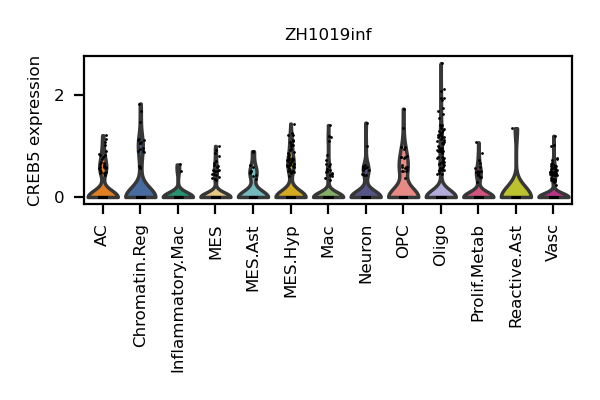 ZH1019inf
CREB5 expression
2
0
AC
Chromatin.Reg
Inflammatory.Mac
MES
MES.Ast
MES.Hyp
Mac
Neuron
OPC
Oligo
Prolif.Metab
Reactive.Ast
Vasc